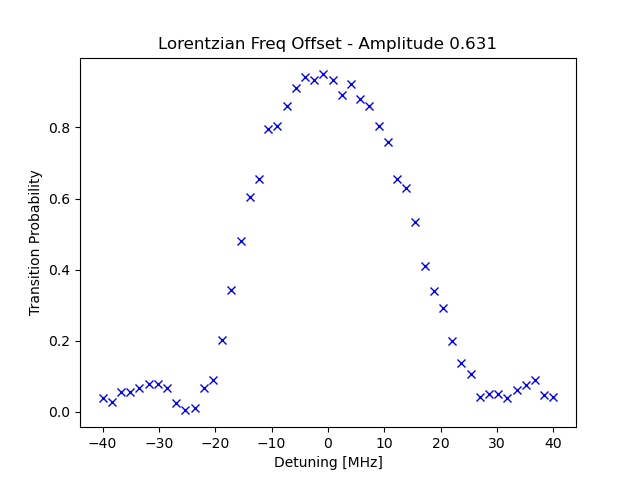 Lorentzian Freq Offset - Amplitude 0.631
Transition Probability
0.8
0.6
0.4
0.2
0.0
−40 −30 −20 −10 0 10 20 30 40
Detuning [MHz]